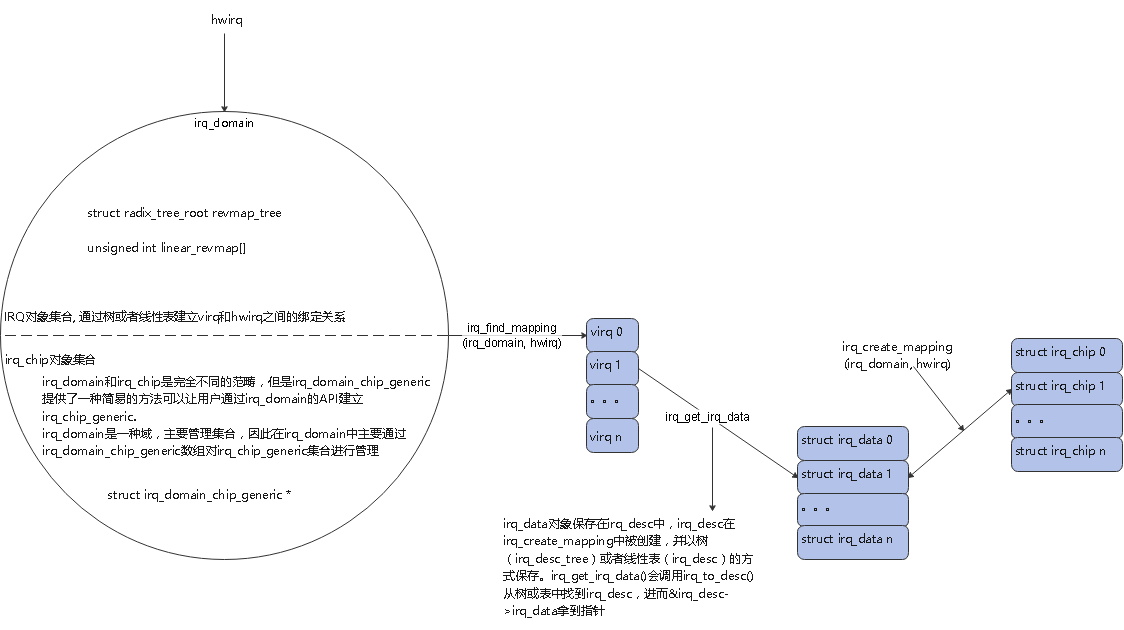 hwirq
irq_domain
struct radix_tree_root revmap_tree
unsigned int linear_revmap[]
IRQ对象集合, 通过树或者线性表建立virq和hwirq之间的绑定关系
irq_chip对象集合
irq_domain和irq_chip是完全不同的范畴，但是irq_domain_chip_generic
提供了一种简易的方法可以让用户通过irq_domain的API建立
irq_chip_generic.
irq_domain是一种域，主要管理集合，因此在irq_domain中主要通过
irq_domain_chip_generic数组对irq_chip_generic集合进行管理
struct irq_domain_chip_generic *
irq_find_mapping
(irq_domain, hwirq)
virq 0
virq 1
。。。
virq n
irq_get_irq_data
irq_data对象保存在irq_desc中，irq_desc在
irq_create_mapping中被创建，并以树
（irq_desc_tree）或者线性表（irq_desc）的方
式保存。irq_get_irq_data()会调用irq_to_desc()
从树或表中找到irq_desc，进而&irq_desc-
>irq_data拿到指针
struct irq_data 0
struct irq_data 1
。。。
struct irq_data n
irq_create_mapping
(irq_domain, hwirq)
struct irq_chip 0
struct irq_chip 1
。。。
struct irq_chip n